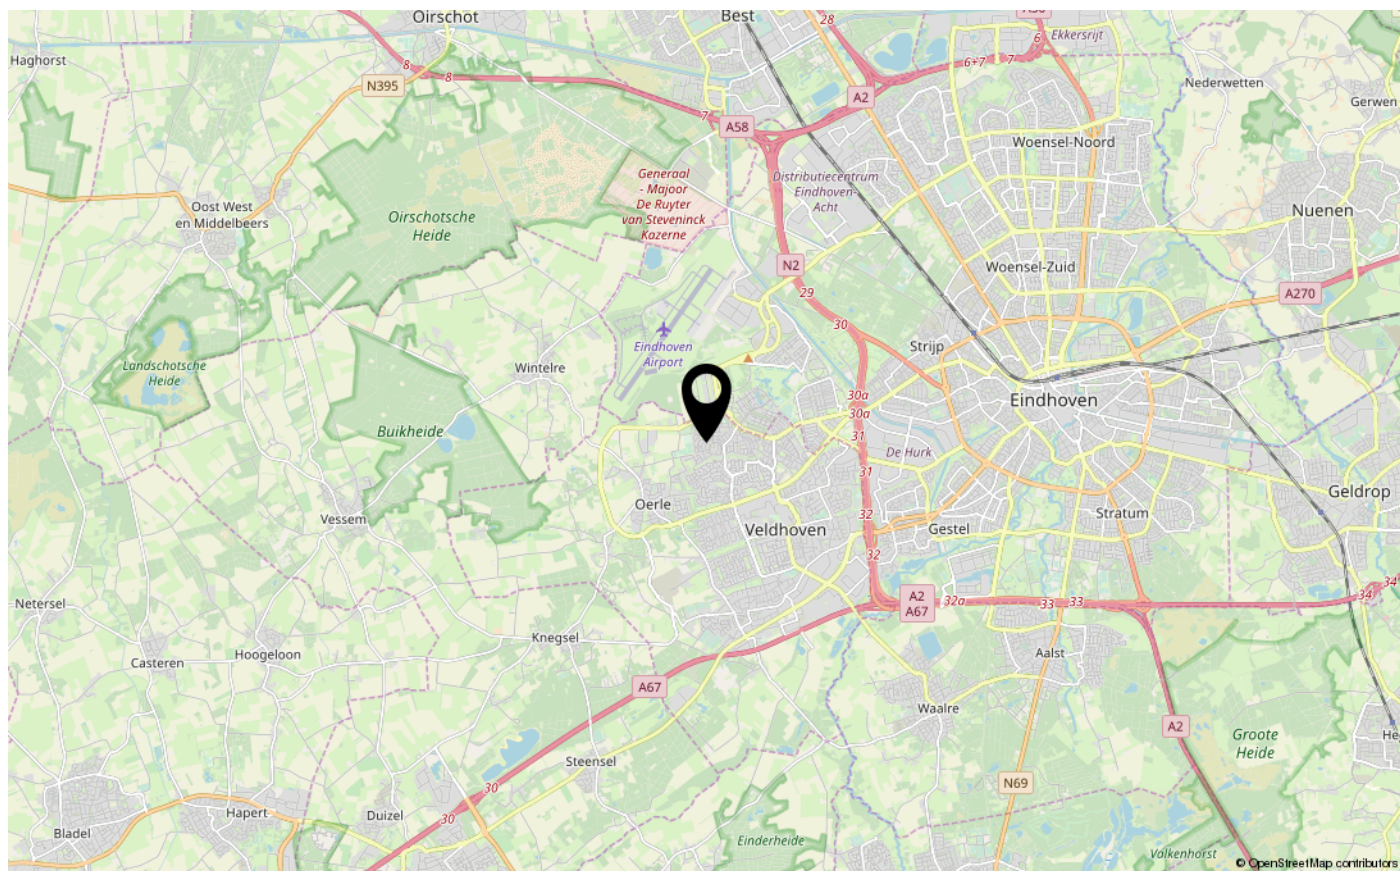 Oirschot
Best
28
A50
6
Ekkersrijt
Haghorst
8
8
6+7
7
Nederwetten
N395
A2
Gerwen
7
A58
Woensel-Noord
Generaal
- Majoor
De Ruyter
van Steveninck
Kazerne
Distributiecentrum
Eindhoven-
Acht
Oost West
en Middelbeers
Oirschotsche
Heide
Nuenen
N2
Woensel-Zuid
29
A270
30
Eindhoven
Airport
Strijp
Landschotsche
Heide
Wintelre
30a
Eindhoven
30a
Buikheide
31
De Hurk
31
Geldrop
Oerle
Vessem
32
Stratum
Veldhoven
Gestel
32
34
34
A2
A67
32a
33
33
Netersel
Knegsel
Casteren
Hoogeloon
Aalst
A67
Waalre
A2
Groote
Heide
He
Steensel
N69
30
Hapert
Duizel
30
Bladel
Einderheide
Valkenhorst
© OpenStreetMap contributors